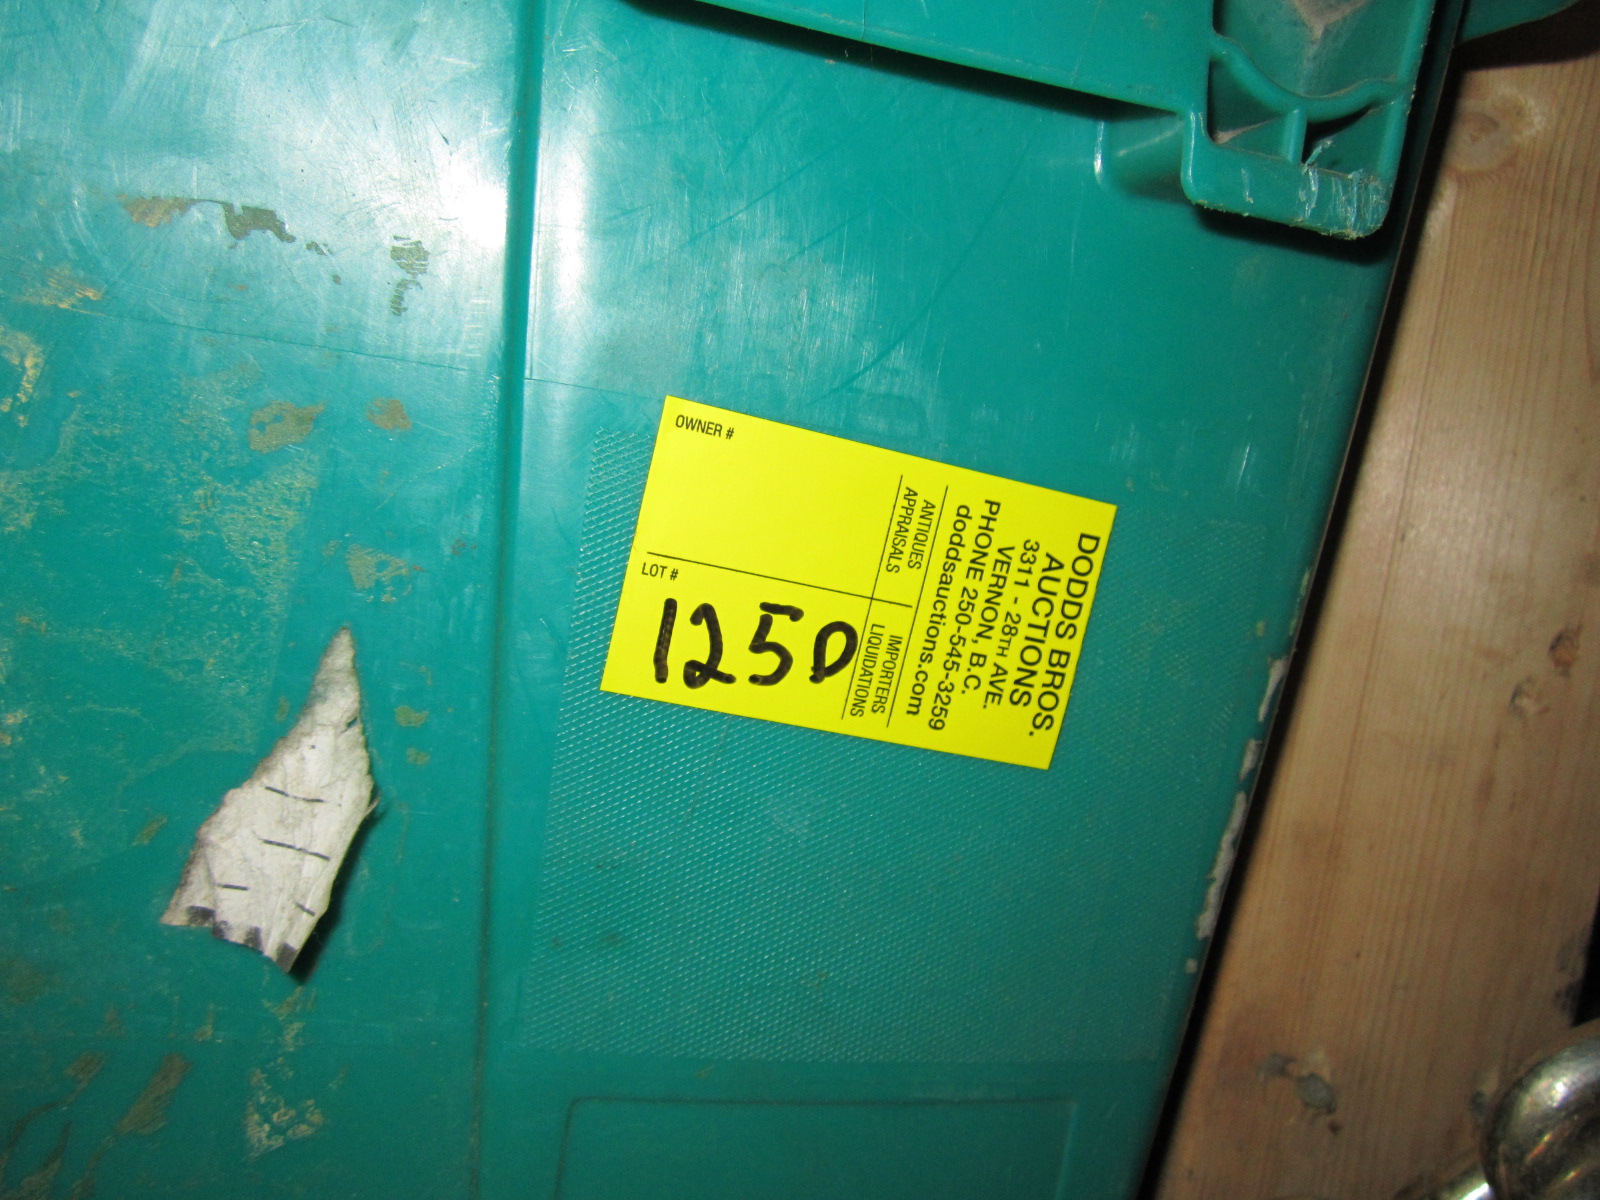 DODDS BROS.
AUCTIONS
3311 - 28TH AVE.
VERNON, B.C.
PHONE 250-545-3259
doddsauctions.com
ANTIQUES
APPRAISALS
IMPORTERS
LIQUIDATIONS
OWNER #
LOT #
1250